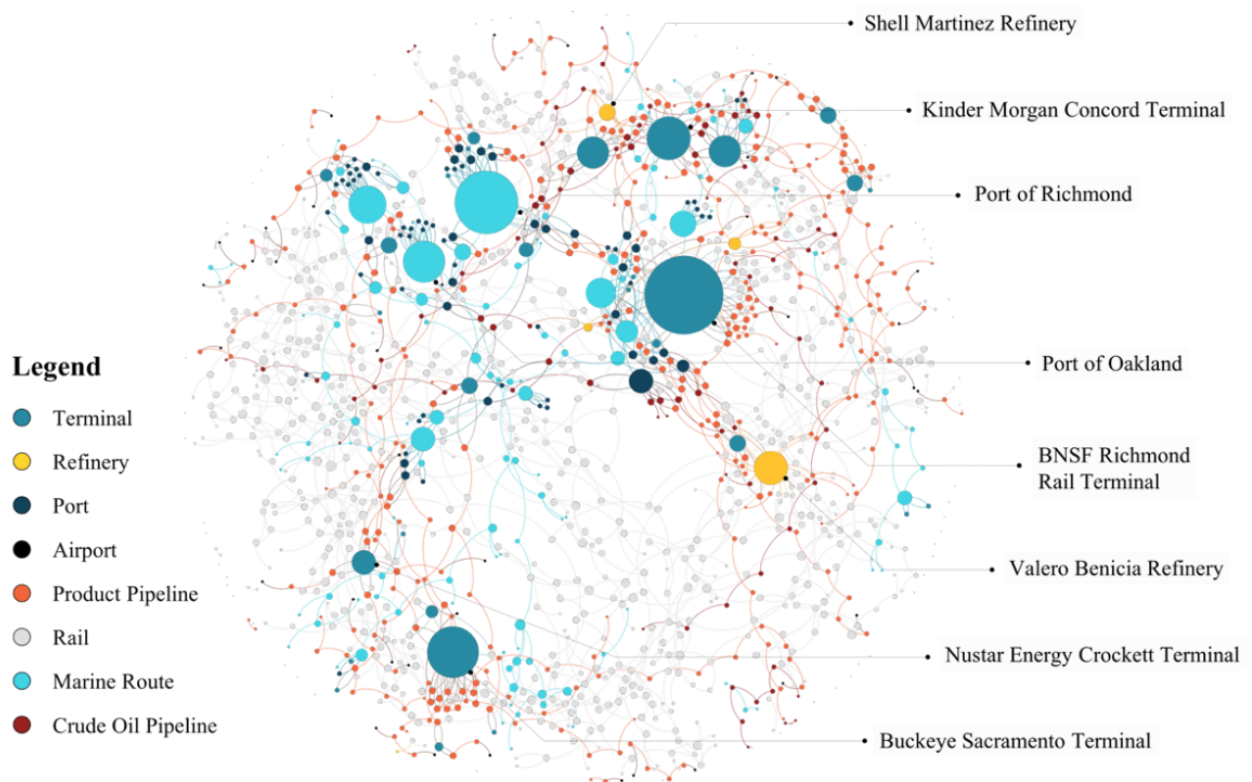 Shell Martinez Refinery
Kinder Morgan Concord Terminal
Port of Richmond
Port of Oakland
BNSF Richmond
Rail Terminal
Valero Benicia Refinery
Nustar Energy Crockett Terminal
Buckeye Sacramento Terminal
Legend
Terminal
Refinery
Port
Airport
Product Pipeline
Rail
Marine Route
Crude Oil Pipeline